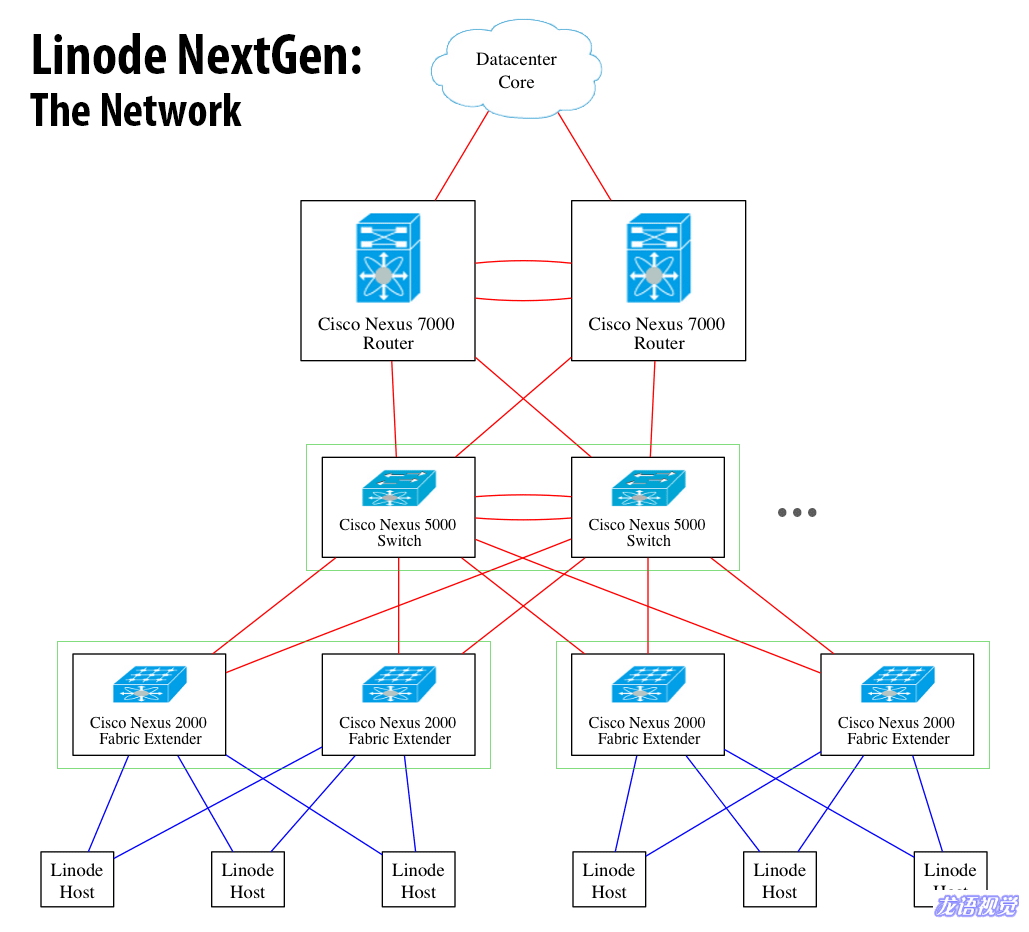 Linode NextGen:
The Network
Datacenter
Core
Cisco Nexus 7000
Router
Cisco Nexus 7000
Router
Cisco Nexus 5000
Switch
Cisco Nexus 5000
Switch
Cisco Nexus 2000
Fabric Extender
Cisco Nexus 2000
Fabric Extender
Cisco Nexus 2000
Fabric Extender
Cisco Nexus 2000
Fabric Extender
Linode
Host
Linode
Host
Linode
Host
Linode
Host
Linode
Host
Linode
龙语视觉